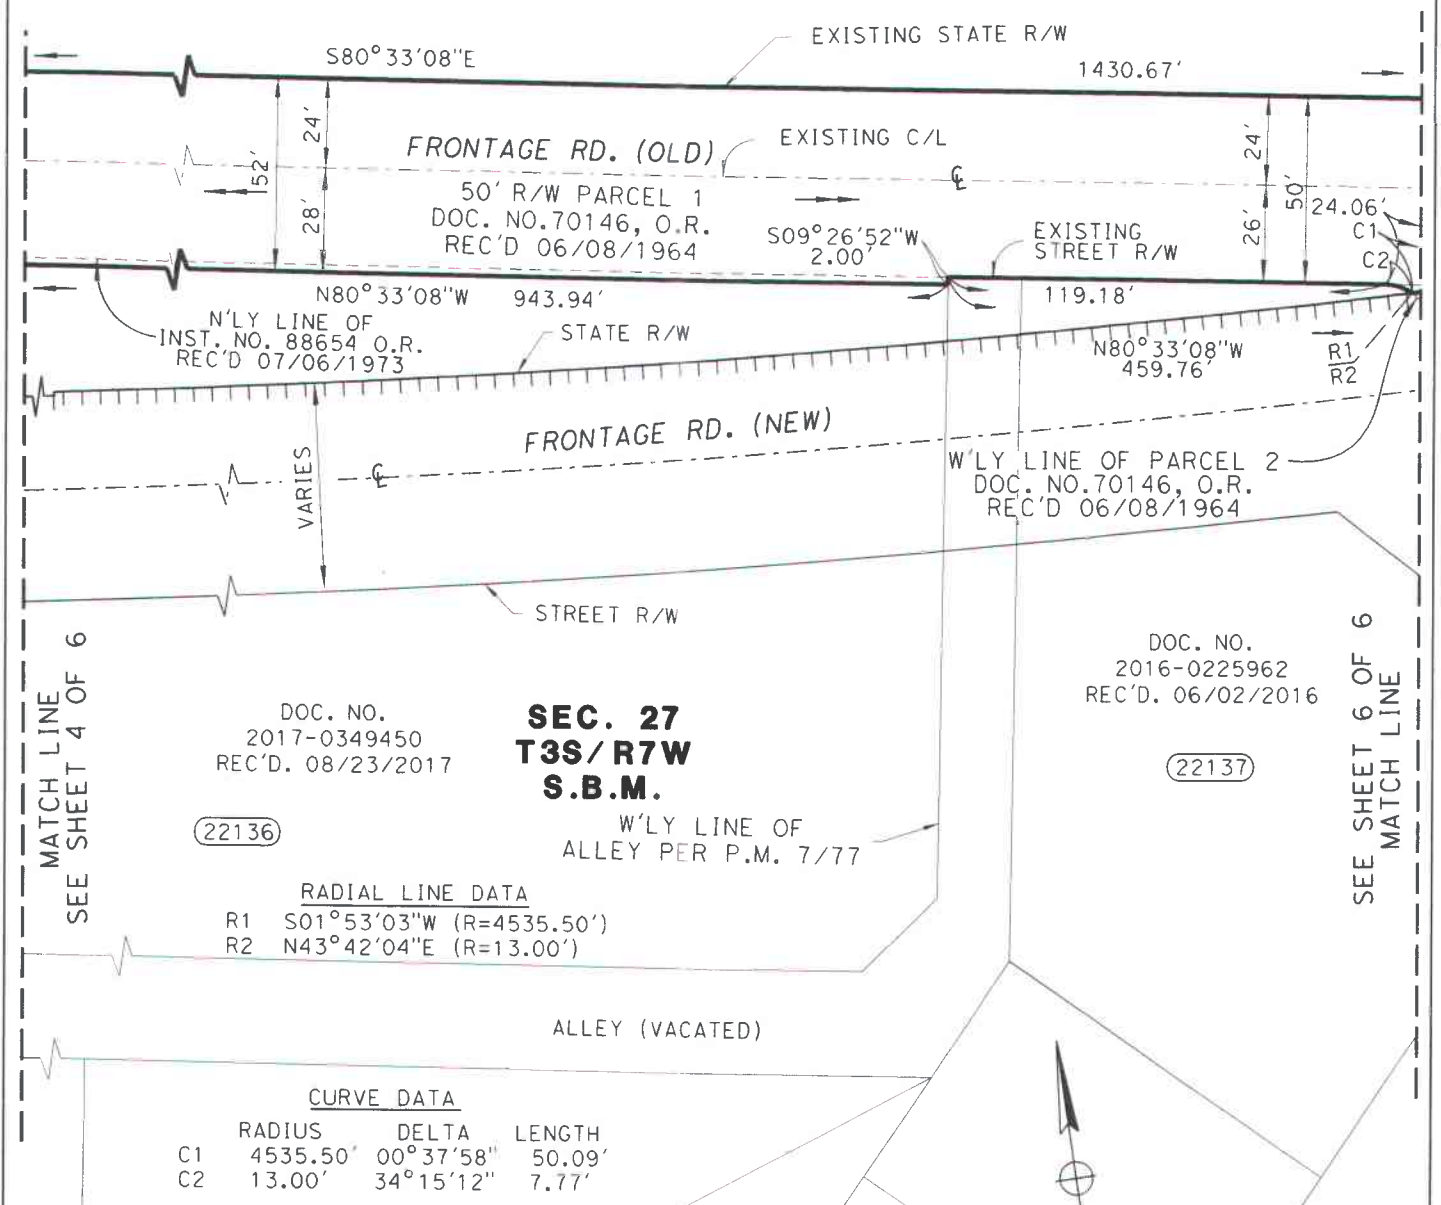 EXISTING STATE R/W
S80°33'08"E
1430.67'
24'
52'
28'
FRONTAGE RD. (OLD)
EXISTING C/L
50' R/W PARCEL 1
DOC. NO.70146, O.R.
REC'D 06/08/1964
S09°26'52"W
2.00'
EXISTING
STREET R/W
24'
50'
26'
24.06'
C1
C2
N80°33'08"W 943.94'
119.18'
N'LY LINE OF
INST. NO. 88654 O.R.
REC'D 07/06/1973
STATE R/W
N80°33'08"W
459.76'
R1
R2
FRONTAGE RD. (NEW)
VARIES
W'LY LINE OF PARCEL 2
DOC. NO.70146, O.R.
REC'D 06/08/1964
STREET R/W
MATCH LINE
SEE SHEET 4 OF 6
DOC. NO.
2017-0349450
REC'D. 08/23/2017
22136
SEC. 27
T3S/R7W
S.B.M.
DOC. NO.
2016-0225962
REC'D. 06/02/2016
22137
SEE SHEET 6 OF 6
MATCH LINE
W'LY LINE OF
ALLEY PER P.M. 7/77
RADIAL LINE DATA
R1 S01°53'03"W (R=4535.50')
R2 N43°42'04"E (R=13.00')
ALLEY (VACATED)
CURVE DATA
RADIUS DELTA LENGTH
C1 4535.50' 00°37'58" 50.09'
C2 13.00' 34°15'12" 7.77'